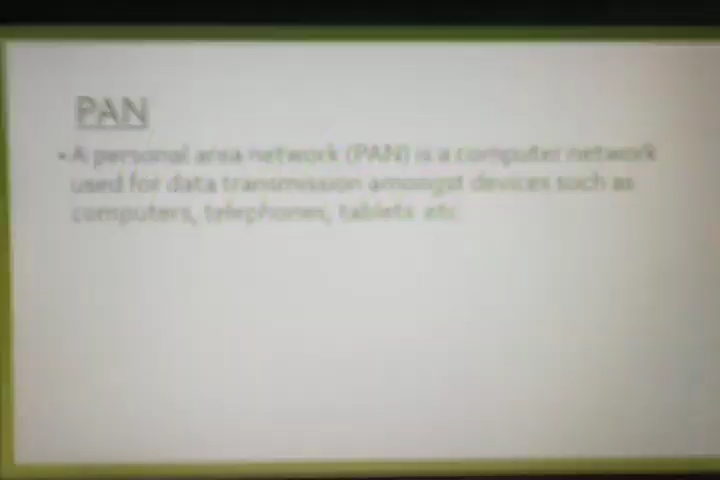 PAN
• A personal area network (PAN) is a computer network
used for data transmission amongst devices such as
computers, telephones, tablets etc